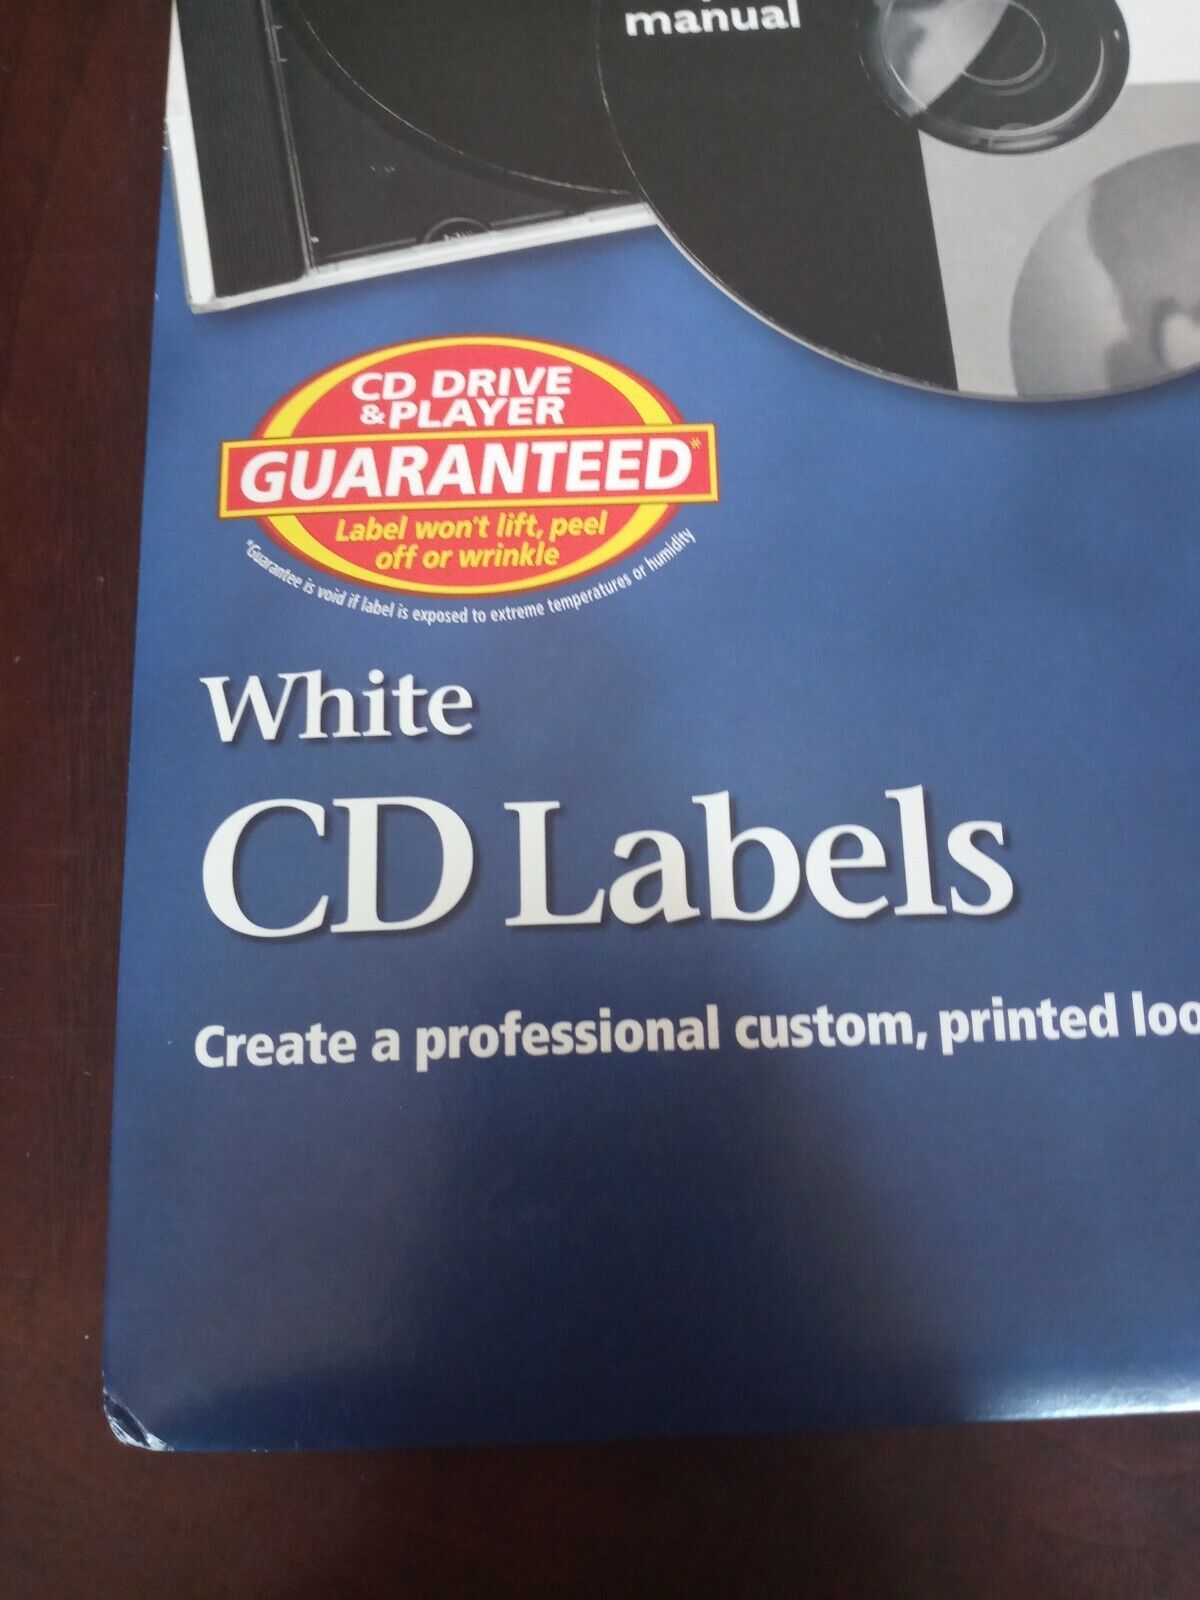 manual
CD DRIVE
& PLAYER
GUARANTEED*
Label won't lift, peel
off or wrinkle
*Guarantee is void if label is exposed to extreme temperatures or humidity
White
CD Labels
Create a professional custom, printed loo